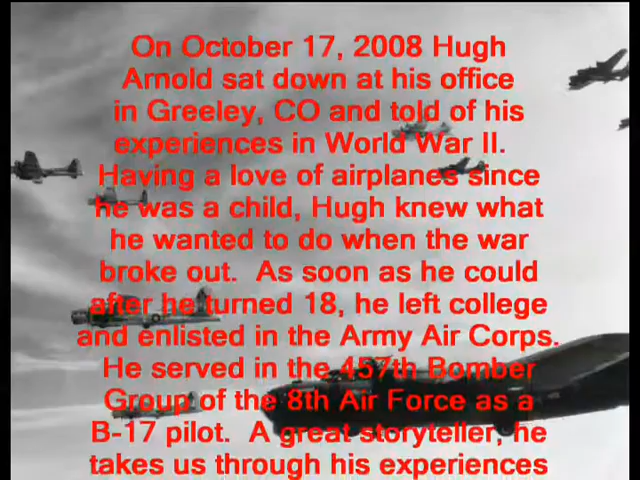 On October 17, 2008 Hugh
Arnold sat down at his office
in Greeley, CO and told of his
experiences in World War II.
Having a love of airplanes since
he was a child, Hugh knew what
he wanted to do when the war
broke out.  As soon as he could
after he turned 18, he left college
and enlisted in the Army Air Corps.
He served in the 457th Bomber
Group of the 8th Air Force as a
B-17 pilot.  A great storyteller, he
takes us through his experiences